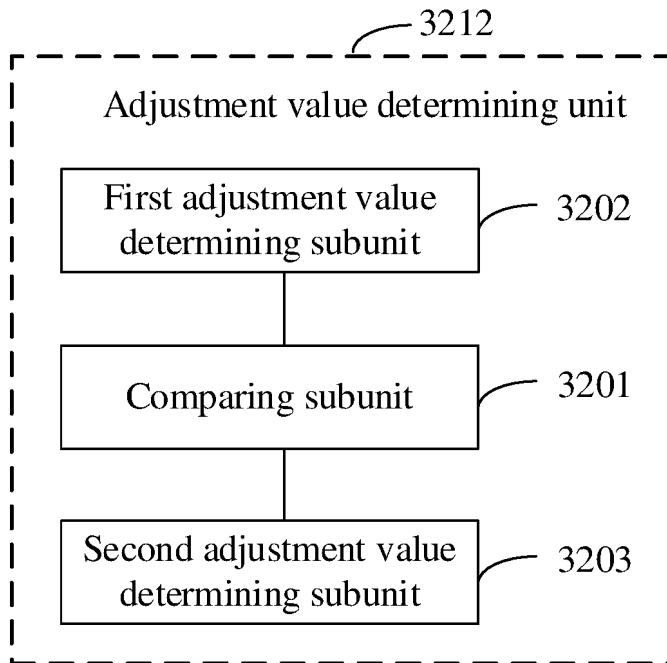 3212
Adjustment value determining unit
First adjustment value
determining subunit
3202
Comparing subunit
3201
Second adjustment value
determining subunit
3203